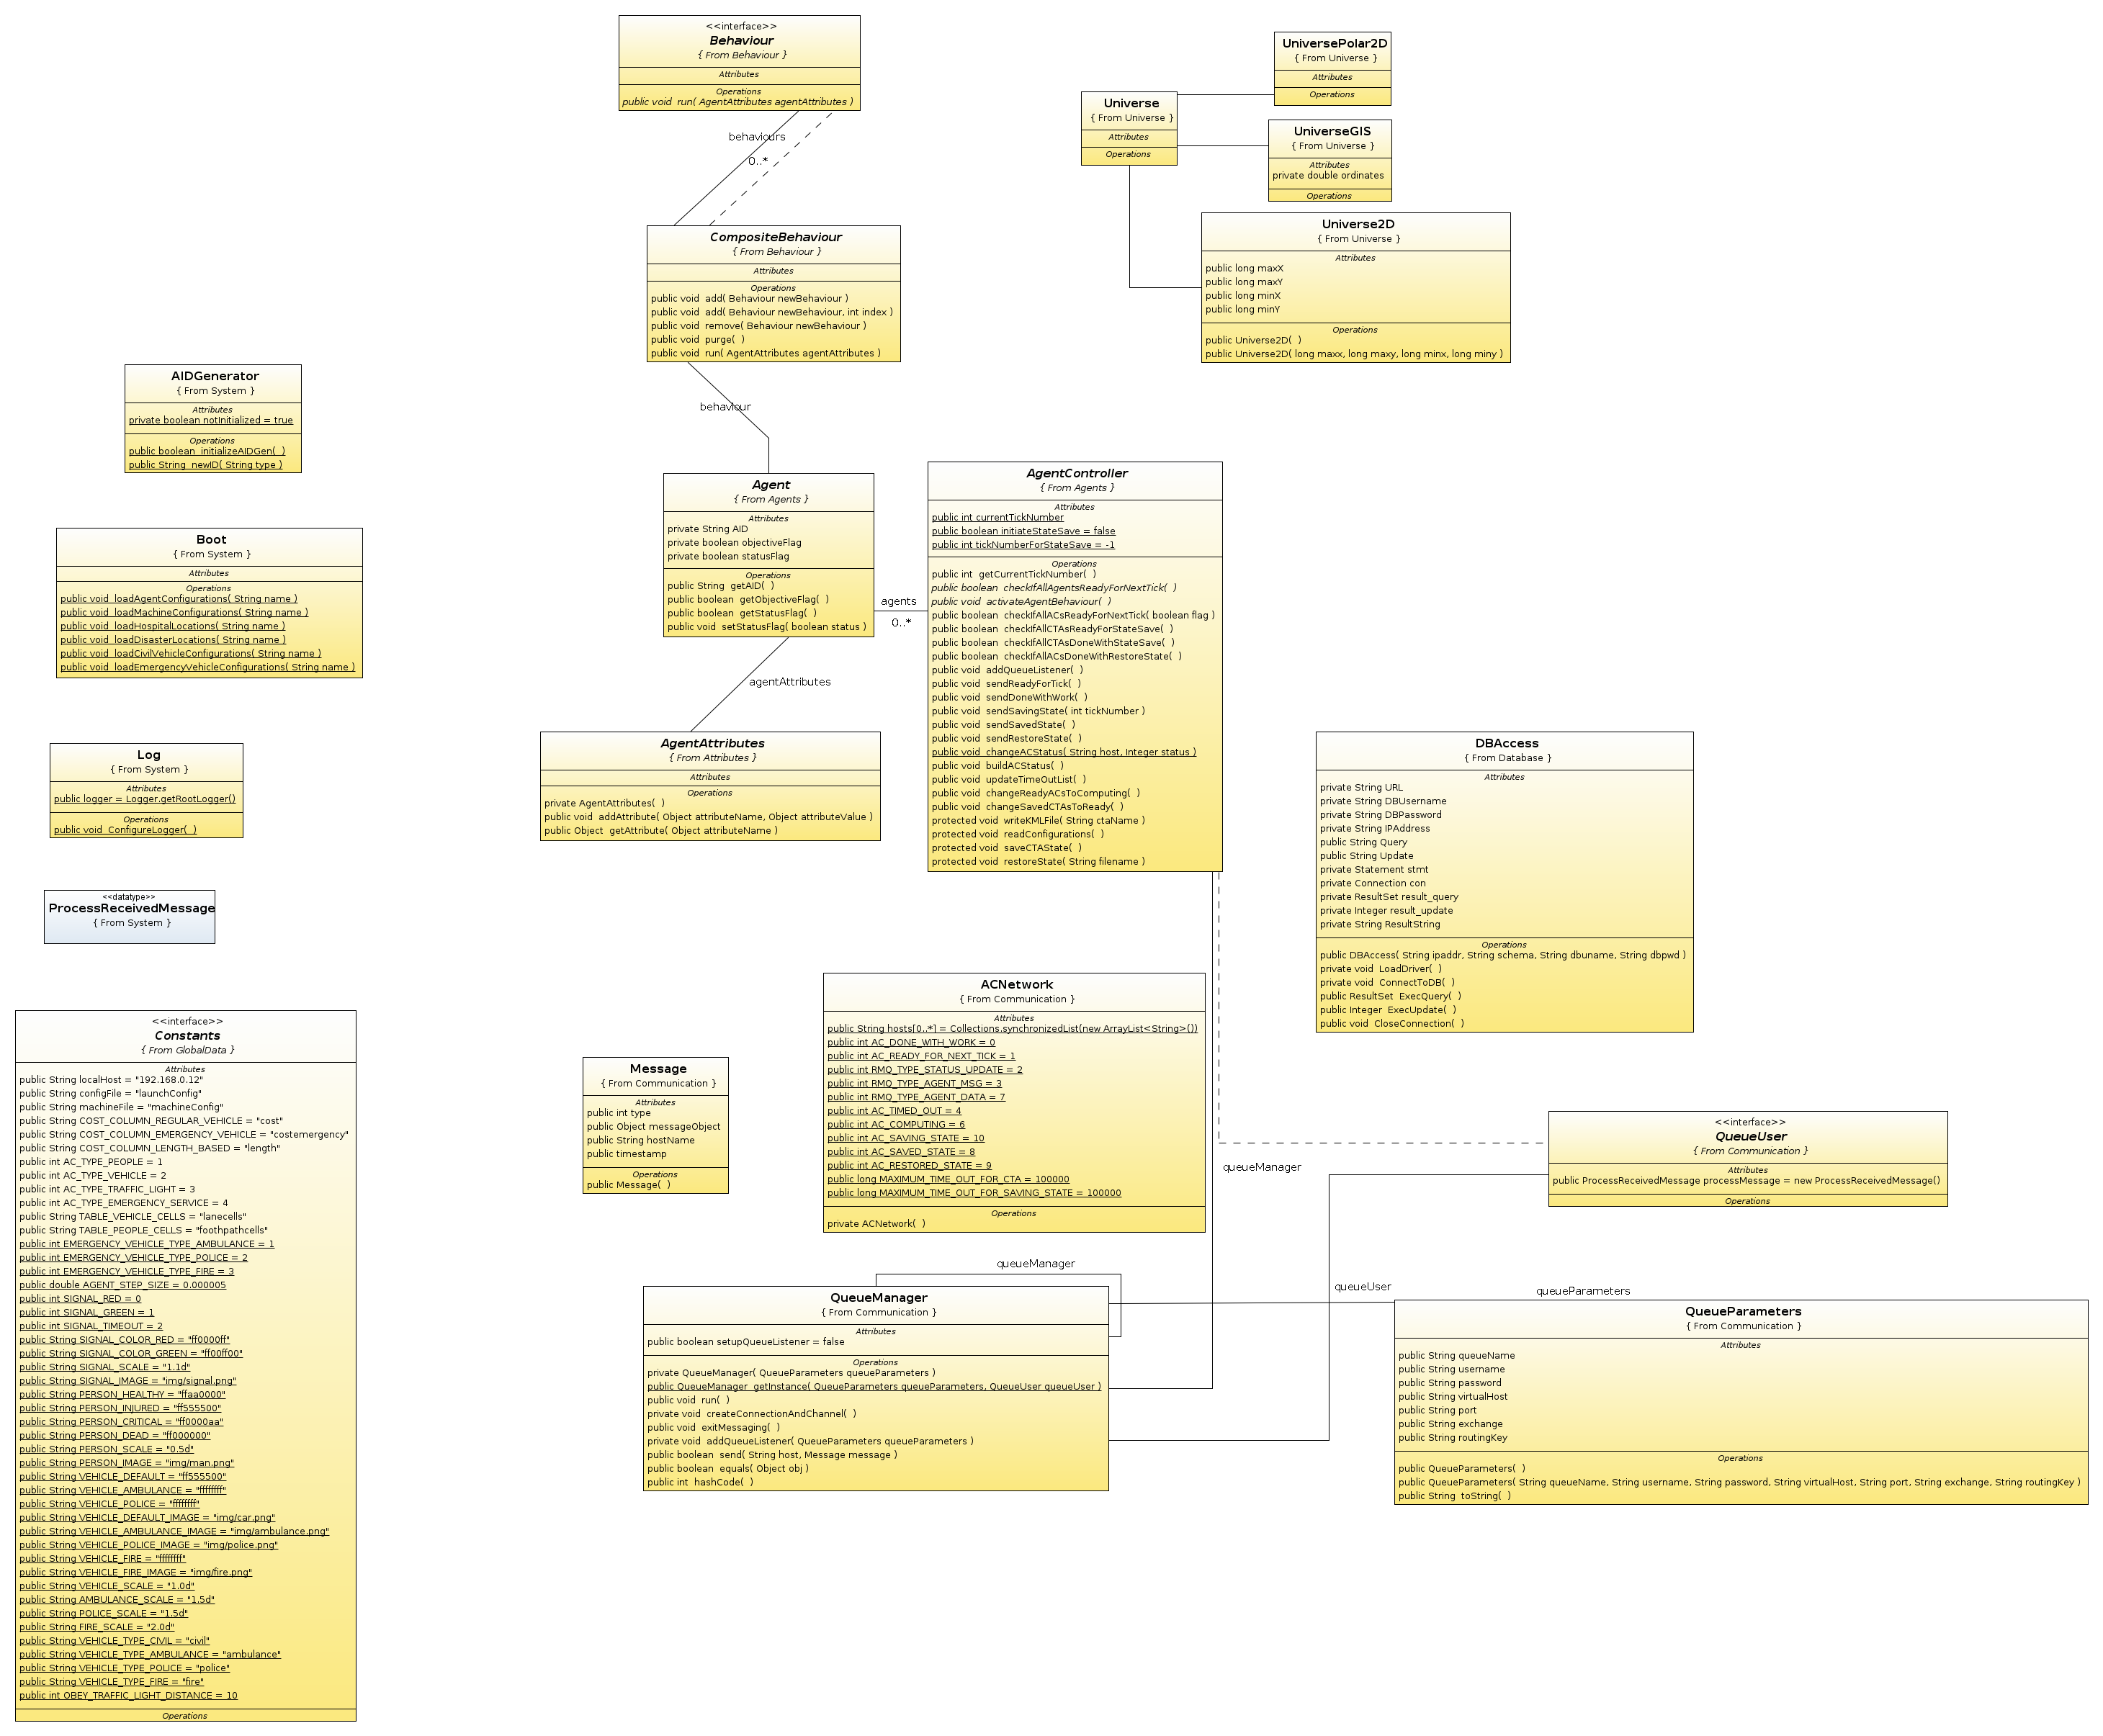 <<interface>>
Behaviour
{ From Behaviour }
Attributes
Operations
public void  run( AgentAttributes agentAttributes )
behaviours
0..*
UniversePolar2D
{ From Universe }
Attributes
Operations
Universe
{ From Universe }
Attributes
Operations
UniverseGIS
{ From Universe }
Attributes
private double ordinates
Operations
Universe2D
{ From Universe }
Attributes
public long maxX
public long maxY
public long minX
public long minY
Operations
public Universe2D(  )
public Universe2D( long maxx, long maxy, long minx, long miny )
CompositeBehaviour
{ From Behaviour }
Attributes
Operations
public void  add( Behaviour newBehaviour )
public void  add( Behaviour newBehaviour, int index )
public void  remove( Behaviour newBehaviour )
public void  purge(  )
public void  run( AgentAttributes agentAttributes )
behaviour
AIDGenerator
{ From System }
Attributes
private boolean notInitialized = true
Operations
public boolean  initializeAIDGen(  )
public String  newID( String type )
Agent
{ From Agents }
Attributes
private String AID
private boolean objectiveFlag
private boolean statusFlag
Operations
public String  getAID(  )
public boolean  getObjectiveFlag(  )
public boolean  getStatusFlag(  )
public void  setStatusFlag( boolean status )
agents
0..*
AgentController
{ From Agents }
Attributes
public int currentTickNumber
public boolean initiateStateSave = false
public int tickNumberForStateSave = -1
Operations
public int  getCurrentTickNumber(  )
public boolean  checkIfAllAgentsReadyForNextTick(  )
public void  activateAgentBehaviour(  )
public boolean  checkIfAllACsReadyForNextTick( boolean flag )
public boolean  checkIfAllCTAsReadyForStateSave(  )
public boolean  checkIfAllCTAsDoneWithStateSave(  )
public boolean  checkIfAllACsDoneWithRestoreState(  )
public void  addQueueListener(  )
public void  sendReadyForTick(  )
public void  sendDoneWithWork(  )
public void  sendSavingState( int tickNumber )
public void  sendSavedState(  )
public void  sendRestoreState(  )
public void  changeACStatus( String host, Integer status )
public void  buildACStatus(  )
public void  updateTimeOutList(  )
public void  changeReadyACsToComputing(  )
public void  changeSavedCTAsToReady(  )
protected void  writeKMLFile( String ctaName )
protected void  readConfigurations(  )
protected void  saveCTAState(  )
protected void  restoreState( String filename )
Boot
{ From System }
Attributes
Operations
public void  loadAgentConfigurations( String name )
public void  loadMachineConfigurations( String name )
public void  loadHospitalLocations( String name )
public void  loadDisasterLocations( String name )
public void  loadCivilVehicleConfigurations( String name )
public void  loadEmergencyVehicleConfigurations( String name )
agentAttributes
AgentAttributes
{ From Attributes }
Attributes
Operations
private AgentAttributes(  )
public void  addAttribute( Object attributeName, Object attributeValue )
public Object  getAttribute( Object attributeName )
Log
{ From System }
Attributes
public logger = Logger.getRootLogger()
Operations
public void  ConfigureLogger(  )
DBAccess
{ From Database }
Attributes
private String URL
private String DBUsername
private String DBPassword
private String IPAddress
public String Query
public String Update
private Statement stmt
private Connection con
private ResultSet result_query
private Integer result_update
private String ResultString
Operations
public DBAccess( String ipaddr, String schema, String dbuname, String dbpwd )
private void  LoadDriver(  )
private void  ConnectToDB(  )
public ResultSet  ExecQuery(  )
public Integer  ExecUpdate(  )
public void  CloseConnection(  )
<<datatype>>
ProcessReceivedMessage
{ From System }
ACNetwork
{ From Communication }
Attributes
public String hosts[0..*] = Collections.synchronizedList(new ArrayList<String>())
public int AC_DONE_WITH_WORK = 0
public int AC_READY_FOR_NEXT_TICK = 1
public int RMQ_TYPE_STATUS_UPDATE = 2
public int RMQ_TYPE_AGENT_MSG = 3
public int RMQ_TYPE_AGENT_DATA = 7
public int AC_TIMED_OUT = 4
public int AC_COMPUTING = 6
public int AC_SAVING_STATE = 10
public int AC_SAVED_STATE = 8
public int AC_RESTORED_STATE = 9
public long MAXIMUM_TIME_OUT_FOR_CTA = 100000
public long MAXIMUM_TIME_OUT_FOR_SAVING_STATE = 100000
Operations
private ACNetwork(  )
<<interface>>
Constants
{ From GlobalData }
Attributes
public String localHost = "192.168.0.12"
public String configFile = "launchConfig"
public String machineFile = "machineConfig"
public String COST_COLUMN_REGULAR_VEHICLE = "cost"
public String COST_COLUMN_EMERGENCY_VEHICLE = "costemergency"
public String COST_COLUMN_LENGTH_BASED = "length"
public int AC_TYPE_PEOPLE = 1
public int AC_TYPE_VEHICLE = 2
public int AC_TYPE_TRAFFIC_LIGHT = 3
public int AC_TYPE_EMERGENCY_SERVICE = 4
public String TABLE_VEHICLE_CELLS = "lanecells"
public String TABLE_PEOPLE_CELLS = "foothpathcells"
public int EMERGENCY_VEHICLE_TYPE_AMBULANCE = 1
public int EMERGENCY_VEHICLE_TYPE_POLICE = 2
public int EMERGENCY_VEHICLE_TYPE_FIRE = 3
public double AGENT_STEP_SIZE = 0.000005
public int SIGNAL_RED = 0
public int SIGNAL_GREEN = 1
public int SIGNAL_TIMEOUT = 2
public String SIGNAL_COLOR_RED = "ff0000ff"
public String SIGNAL_COLOR_GREEN = "ff00ff00"
public String SIGNAL_SCALE = "1.1d"
public String SIGNAL_IMAGE = "img/signal.png"
public String PERSON_HEALTHY = "ffaa0000"
public String PERSON_INJURED = "ff555500"
public String PERSON_CRITICAL = "ff0000aa"
public String PERSON_DEAD = "ff000000"
public String PERSON_SCALE = "0.5d"
public String PERSON_IMAGE = "img/man.png"
public String VEHICLE_DEFAULT = "ff555500"
public String VEHICLE_AMBULANCE = "ffffffff"
public String VEHICLE_POLICE = "ffffffff"
public String VEHICLE_DEFAULT_IMAGE = "img/car.png"
public String VEHICLE_AMBULANCE_IMAGE = "img/ambulance.png"
public String VEHICLE_POLICE_IMAGE = "img/police.png"
public String VEHICLE_FIRE = "ffffffff"
public String VEHICLE_FIRE_IMAGE = "img/fire.png"
public String VEHICLE_SCALE = "1.0d"
public String AMBULANCE_SCALE = "1.5d"
public String POLICE_SCALE = "1.5d"
public String FIRE_SCALE = "2.0d"
public String VEHICLE_TYPE_CIVIL = "civil"
public String VEHICLE_TYPE_AMBULANCE = "ambulance"
public String VEHICLE_TYPE_POLICE = "police"
public String VEHICLE_TYPE_FIRE = "fire"
public int OBEY_TRAFFIC_LIGHT_DISTANCE = 10
Operations
Message
{ From Communication }
Attributes
public int type
public Object messageObject
public String hostName
public timestamp
Operations
public Message(  )
<<interface>>
QueueUser
{ From Communication }
Attributes
public ProcessReceivedMessage processMessage = new ProcessReceivedMessage()
Operations
queueManager
queueManager
queueUser
queueParameters
QueueManager
{ From Communication }
Attributes
public boolean setupQueueListener = false
Operations
private QueueManager( QueueParameters queueParameters )
public QueueManager  getInstance( QueueParameters queueParameters, QueueUser queueUser )
public void  run(  )
private void  createConnectionAndChannel(  )
public void  exitMessaging(  )
private void  addQueueListener( QueueParameters queueParameters )
public boolean  send( String host, Message message )
public boolean  equals( Object obj )
public int  hashCode(  )
QueueParameters
{ From Communication }
Attributes
public String queueName
public String username
public String password
public String virtualHost
public String port
public String exchange
public String routingKey
Operations
public QueueParameters(  )
public QueueParameters( String queueName, String username, String password, String virtualHost, String port, String exchange, String routingKey )
public String  toString(  )